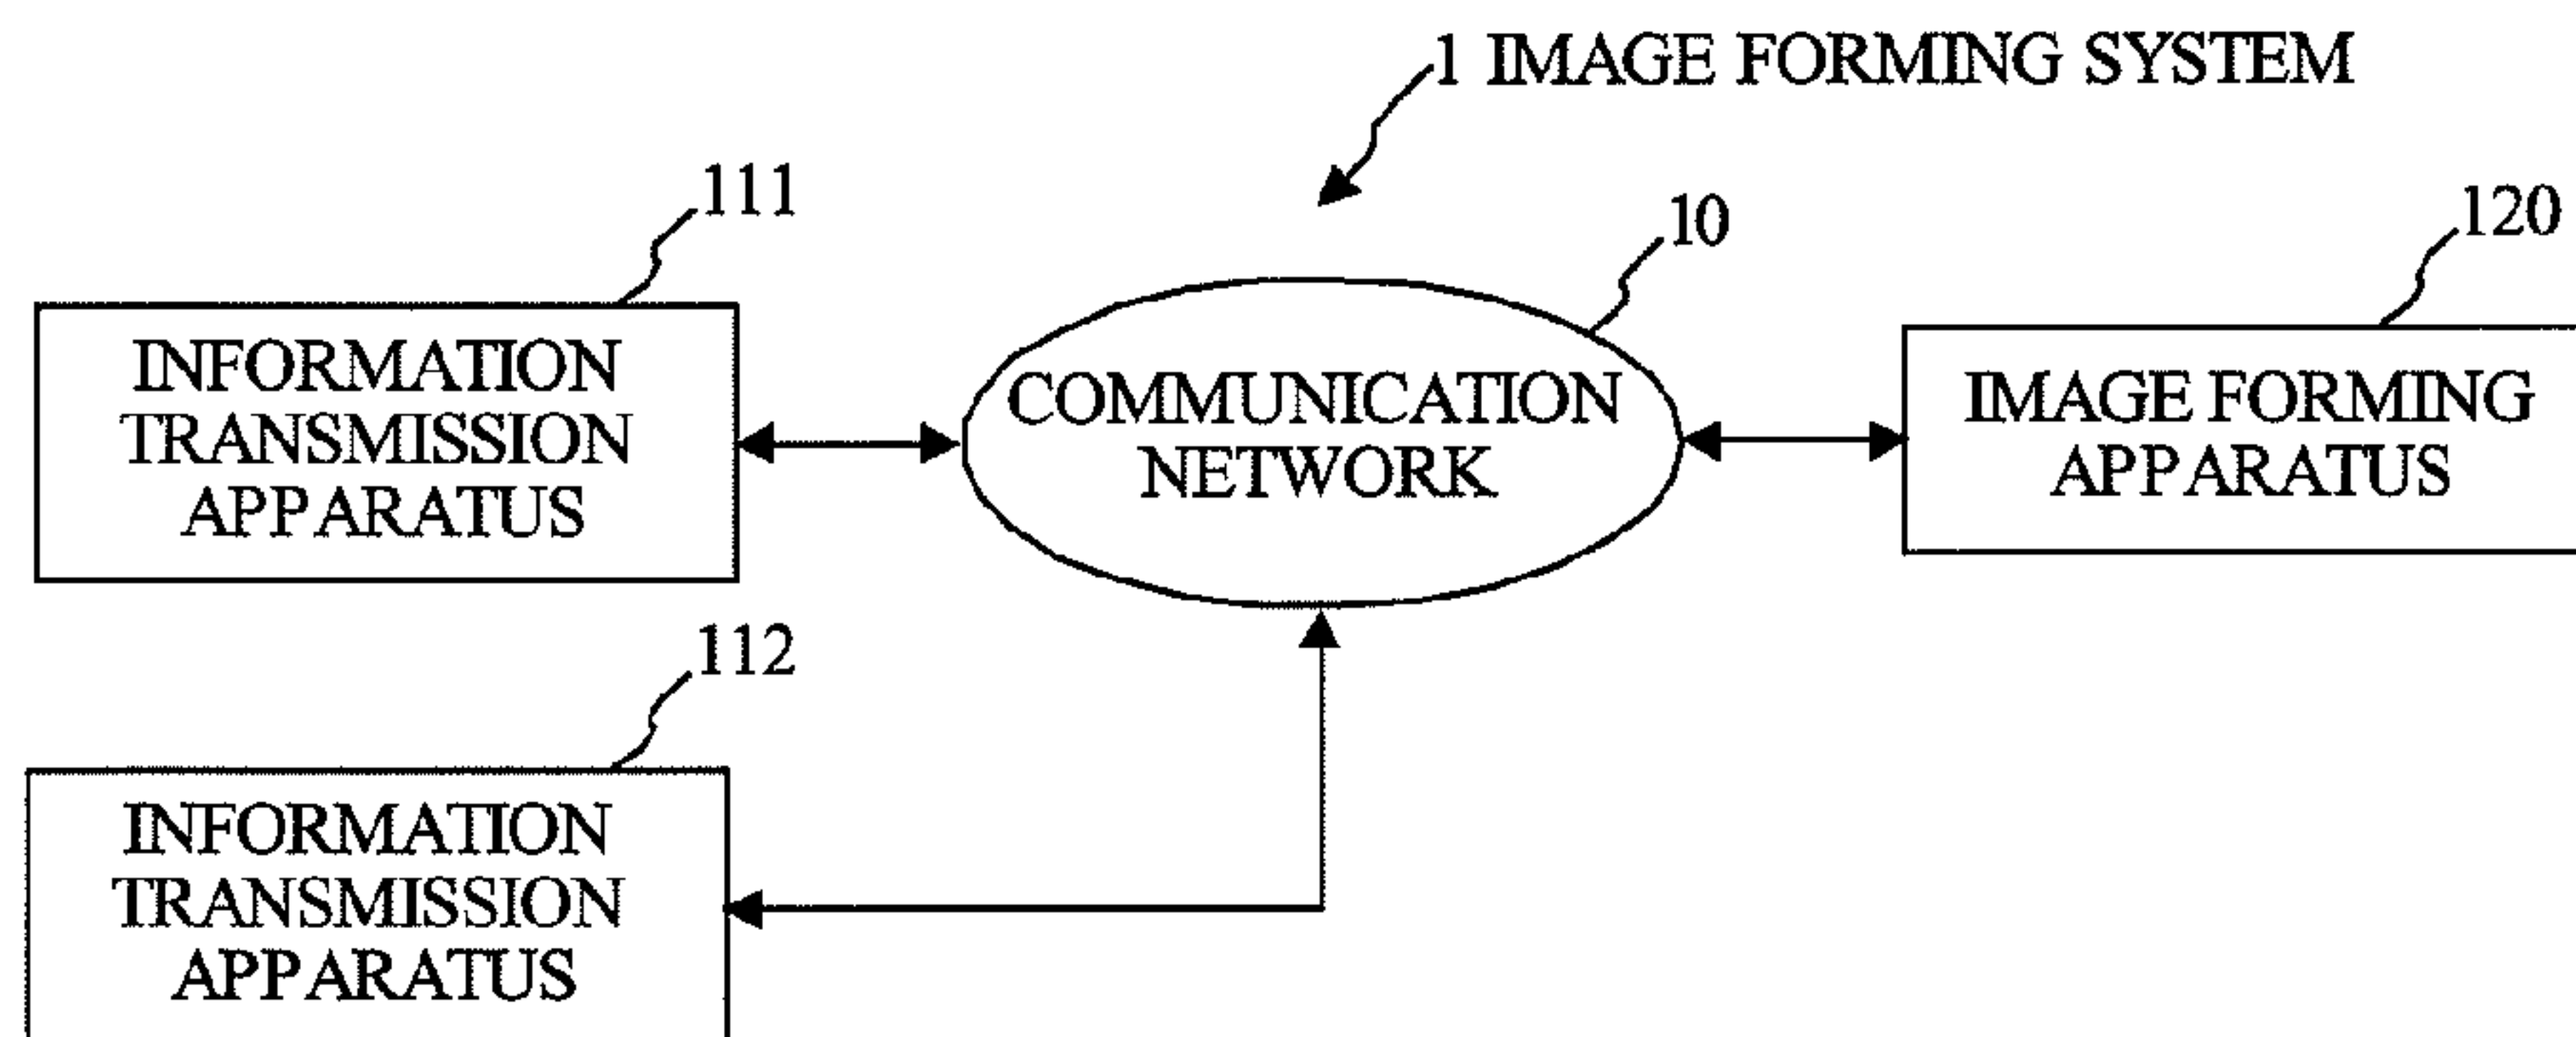 1 IMAGE FORMING SYSTEM
111
10
120
INFORMATION
TRANSMISSION
APPARATUS
COMMUNICATION
NETWORK
IMAGE FORMING
APPARATUS
112
INFORMATION
TRANSMISSION
APPARATUS